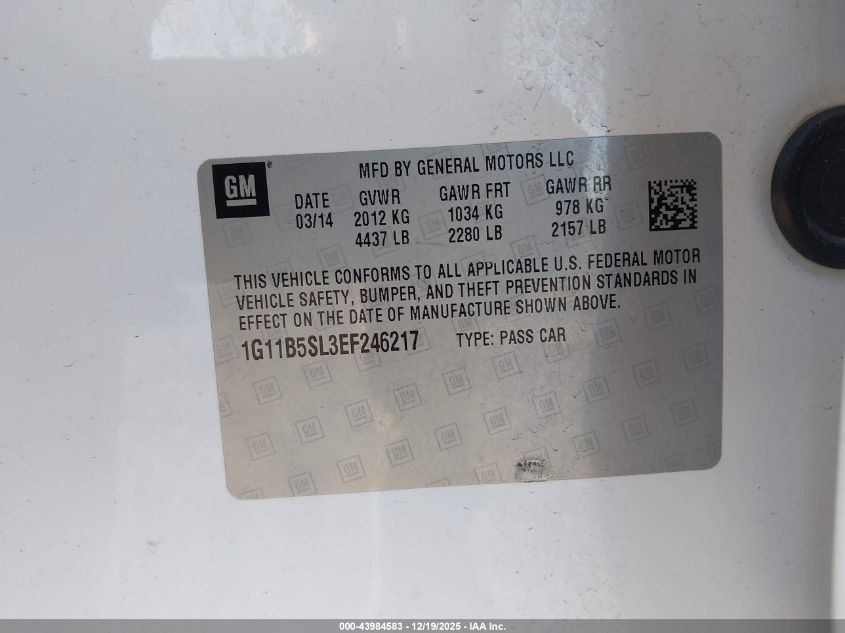 GM®
MFD BY GENERAL MOTORS LLC
DATE GVWR GAWR FRT GAWR RR
03/14 2012 KG 1034 KG 978 KG
4437 LB 2280 LB 2157 LB
THIS VEHICLE CONFORMS TO ALL APPLICABLE U.S. FEDERAL MOTOR
VEHICLE SAFETY, BUMPER, AND THEFT PREVENTION STANDARDS IN
EFFECT ON THE DATE OF MANUFACTURE SHOWN ABOVE.
1G11B5SL3EF246217 TYPE: PASS CAR
000-43984583 - 12/19/2025 - IAA Inc.